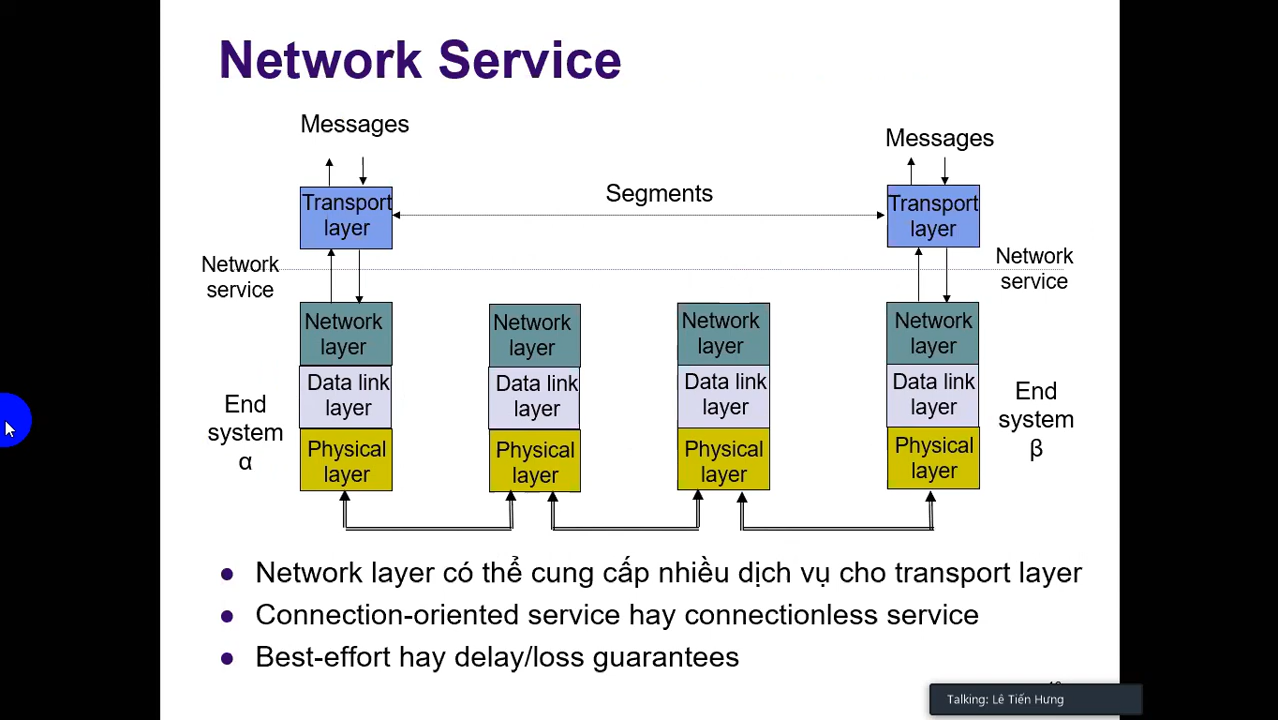 Network Service
Messages
Messages
Transport
layer
Segments
Transport
layer
Network
service
Network
service
Network
layer
Data link
layer
Physical
layer
Network
layer
Data link
layer
Physical
layer
Network
layer
Data link
layer
Physical
layer
Network
layer
Data link
layer
Physical
layer
End
system
α
End
system
β
● Network layer có thể cung cấp nhiều dịch vụ cho transport layer
● Connection-oriented service hay connectionless service
● Best-effort hay delay/loss guarantees
Talking: Lê Tiến Hưng